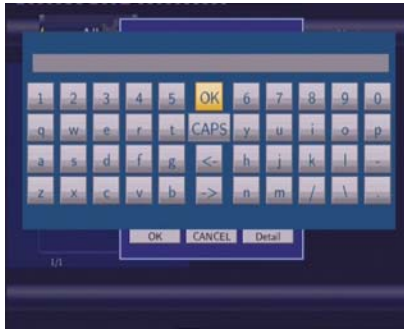 1 2 3 4 5 OK 6 7 8 9 0
q w e r t CAPS y u i o p
a s d f g <- h j k l -
z x c v b -> n m / \ .
OK CANCEL Detail
1/1